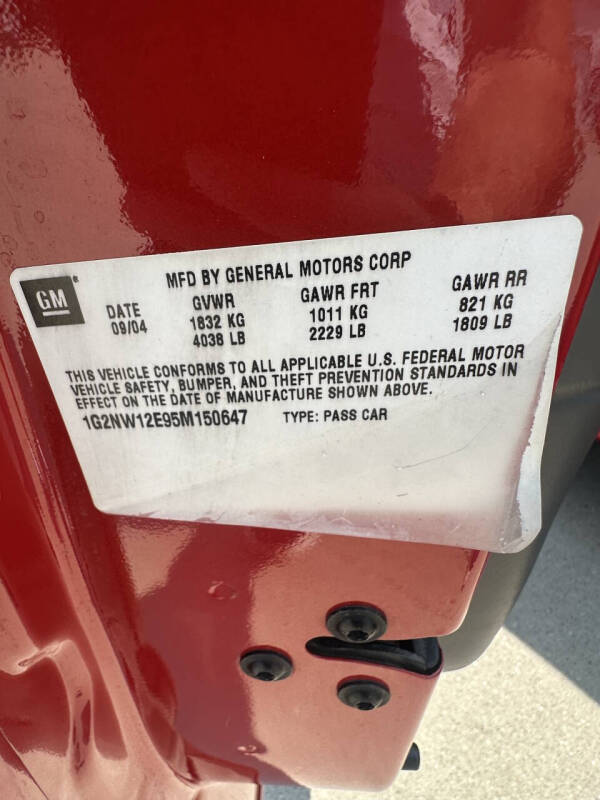 GM
MFD BY GENERAL MOTORS CORP
DATE GVWR GAWR FRT GAWR RR
09/04 1832 KG 1011 KG 821 KG
4038 LB 2229 LB 1809 LB
THIS VEHICLE CONFORMS TO ALL APPLICABLE U.S. FEDERAL MOTOR
VEHICLE SAFETY, BUMPER, AND THEFT PREVENTION STANDARDS IN
EFFECT ON THE DATE OF MANUFACTURE SHOWN ABOVE.
1G2NW12E95M150647 TYPE: PASS CAR